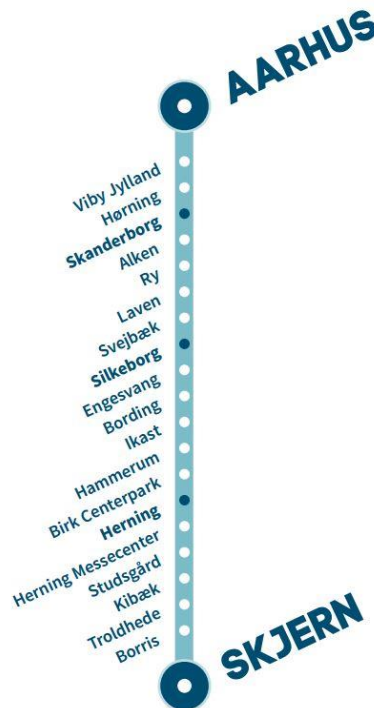 AARHUS
Viby Jylland
Hørning
Skanderborg
Alken
Ry
Laven
Svejbæk
Silkeborg
Engesvang
Bording
Ikast
Hammerum
Birk Centerpark
Herning
Herning Messecenter
Studsgård
Kibæk
Troldhede
Borris
SKJERN